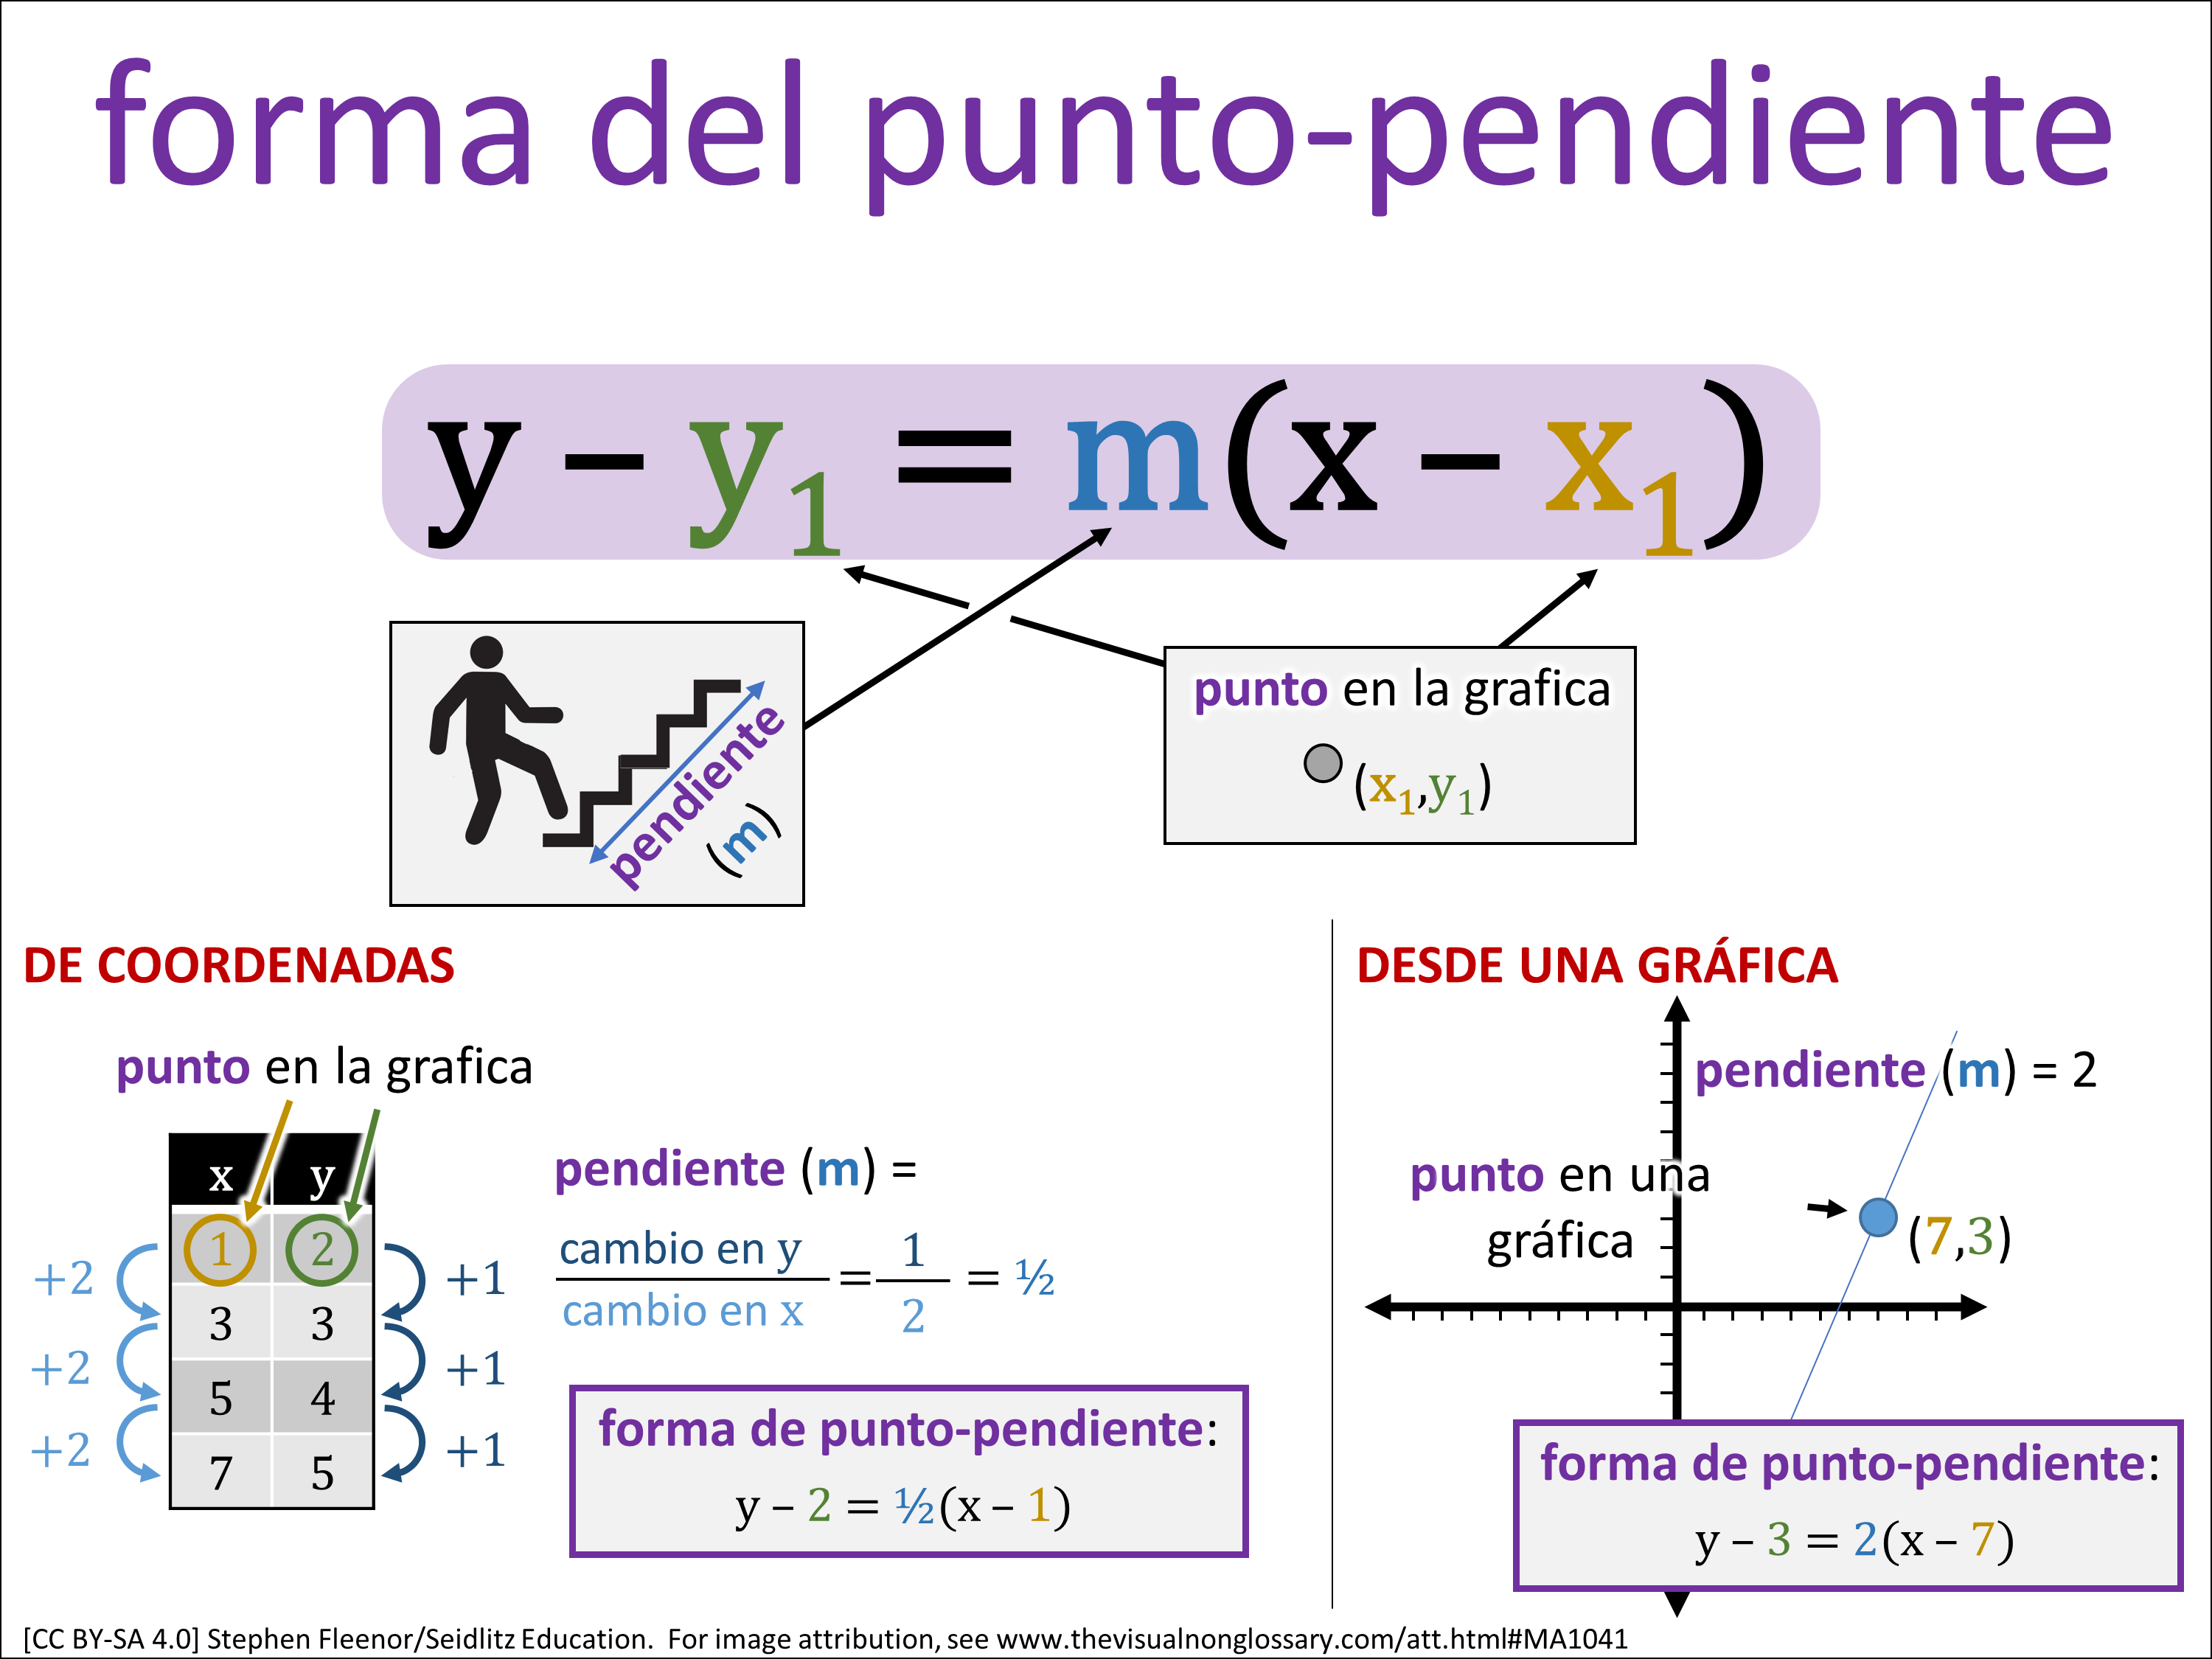 forma del punto-pendiente
y – y₁ = m(x – x₁)
pendiente
(m)
punto en la grafica
(x₁,y₁)
DE COORDENADAS
punto en la grafica
x y
1 2
3 3
5 4
7 5
+2 +1
+2 +1
+2 +1
pendiente (m) =
cambio en y
cambio en x
= 1
2
= ½
forma de punto-pendiente:
y – 2 = ½(x – 1)
DESDE UNA GRÁFICA
pendiente (m) = 2
punto en una
gráfica
(7,3)
forma de punto-pendiente:
y – 3 = 2(x – 7)
[CC BY-SA 4.0] Stephen Fleenor/Seidlitz Education. For image attribution, see www.thevisualnonglossary.com/att.html#MA1041